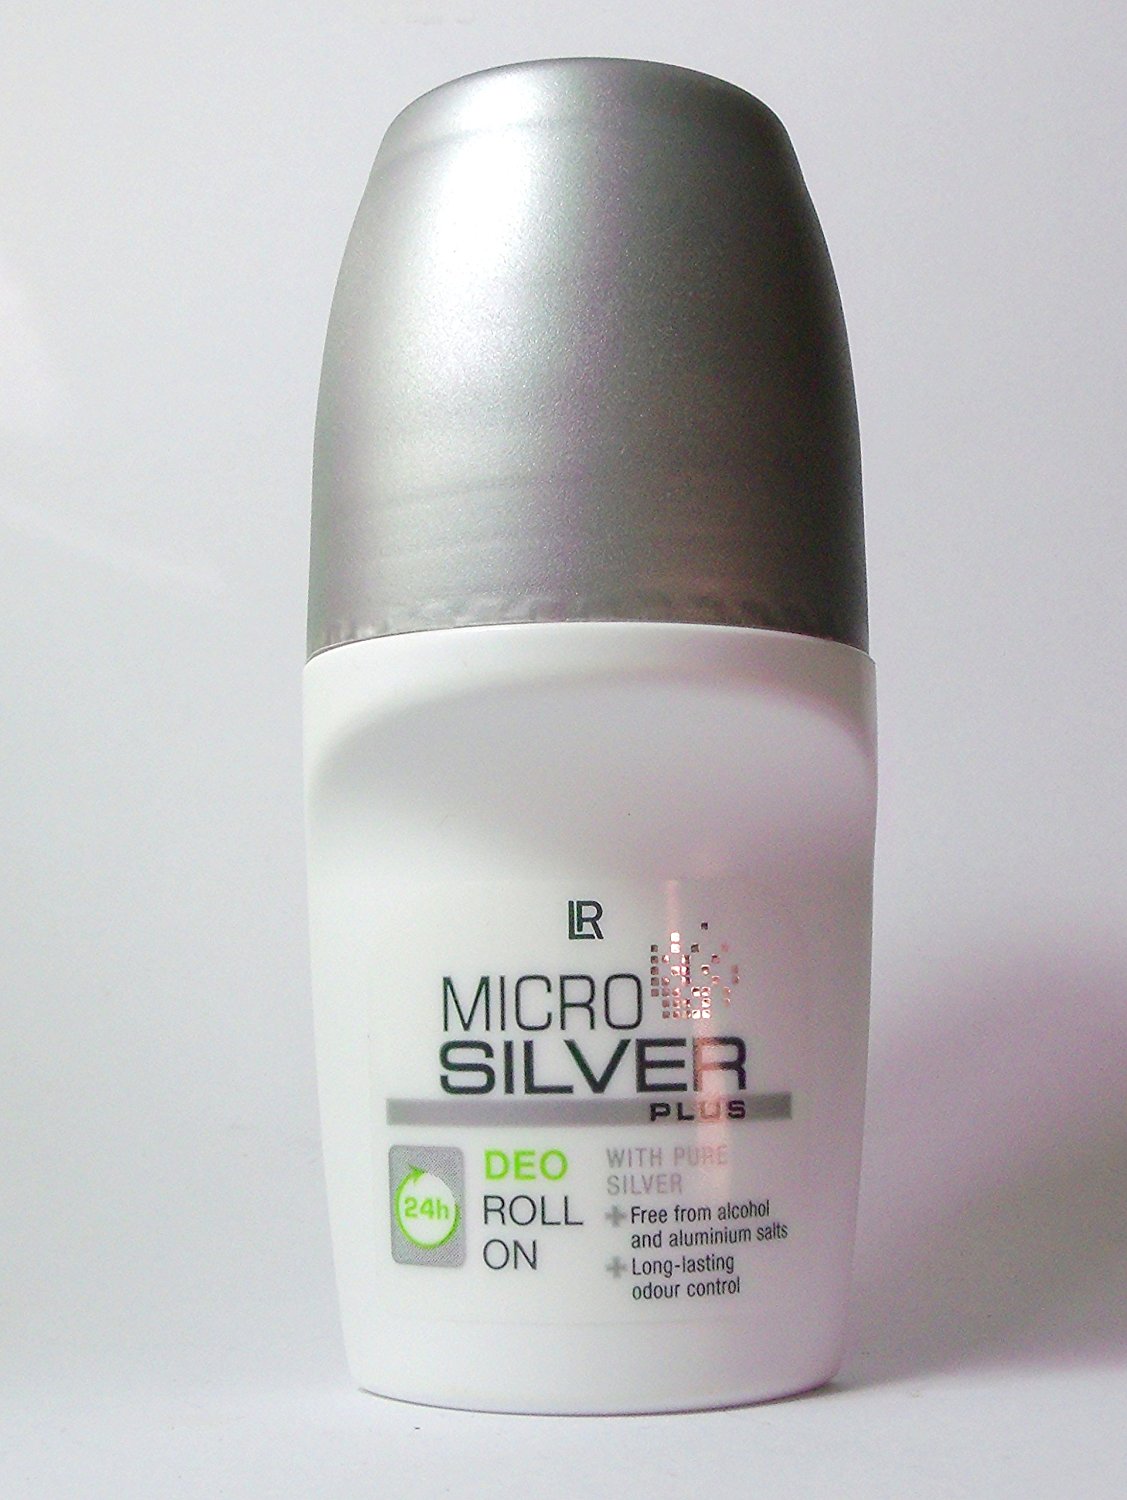 LR
MICRO
SILVER
PLUS
24h
DEO
ROLL
ON
WITH PURE
SILVER
+ Free from alcohol
and aluminium salts
+ Long-lasting
odour control